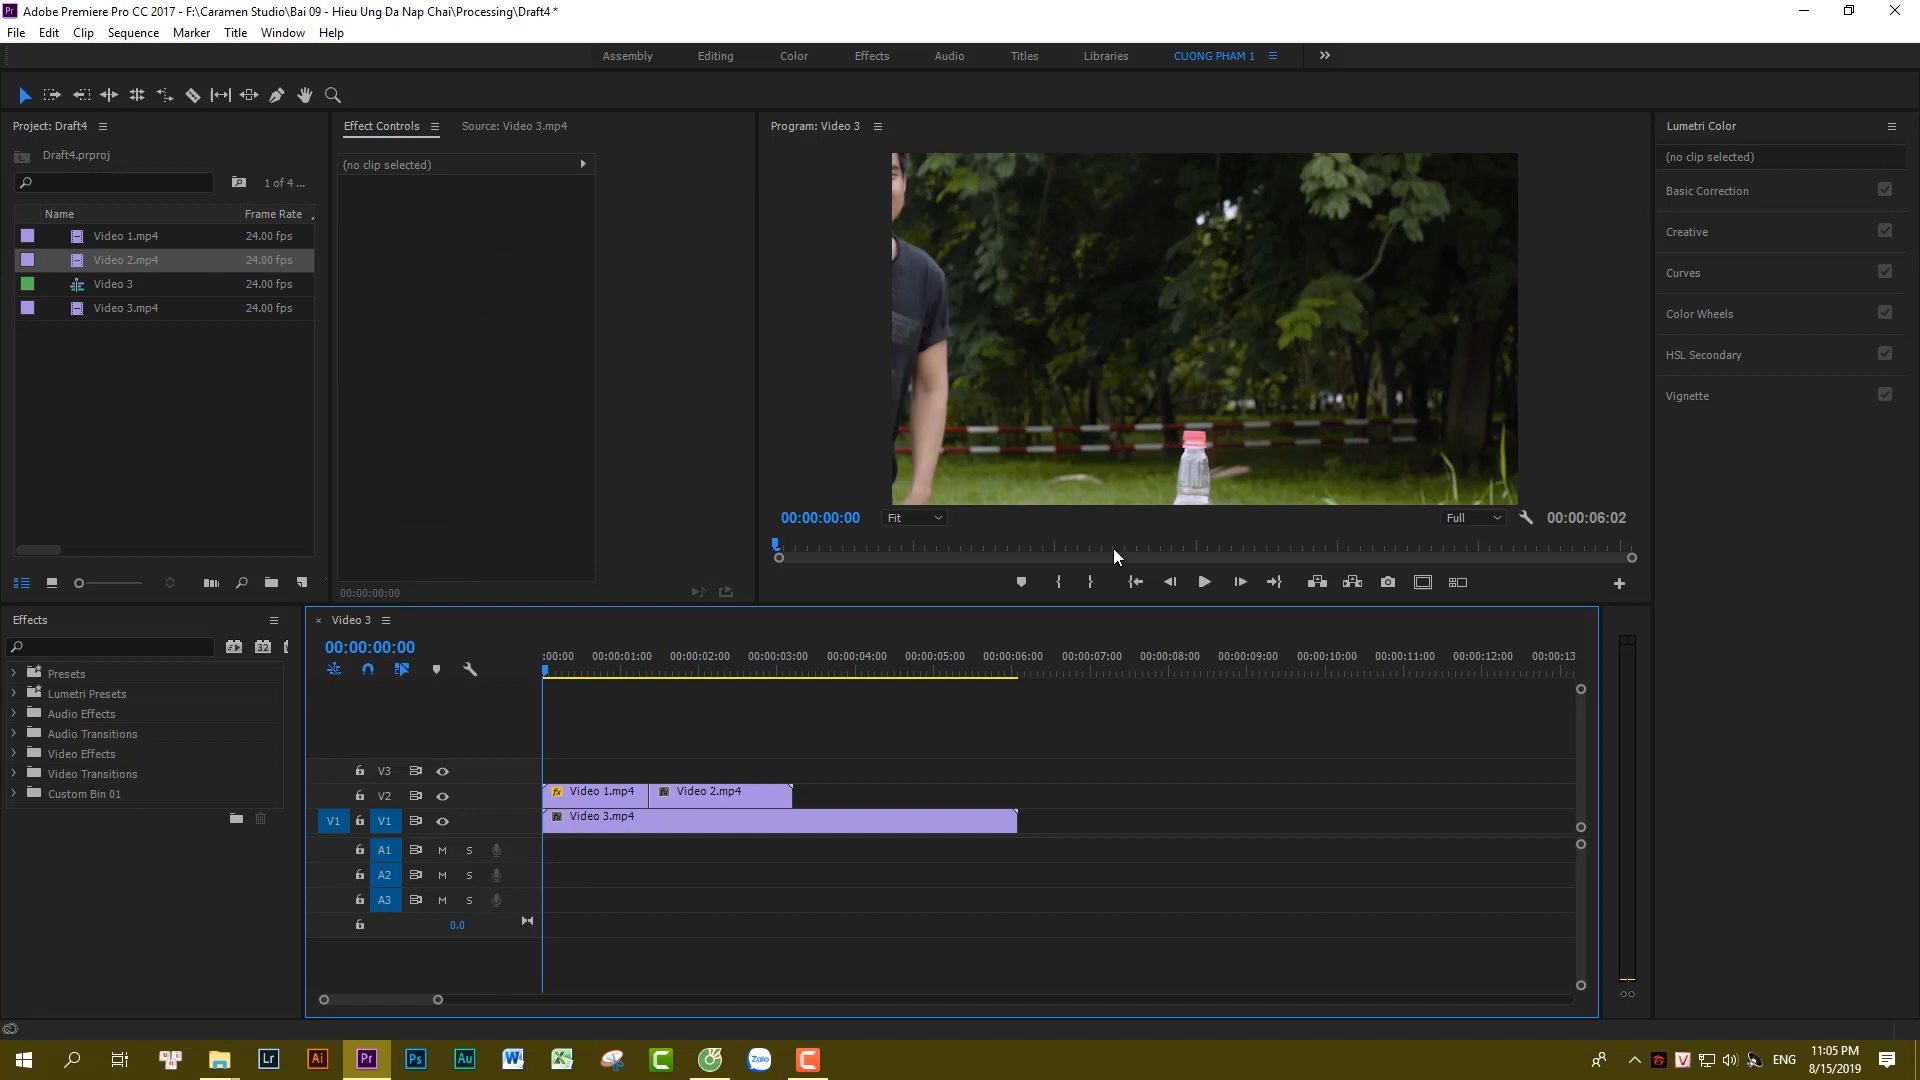 Adobe Premiere Pro CC 2017 - F:\Caramen Studio\Bai 09 - Hieu Ung Da Nap Chai\Processing\Draft4 *
File Edit Clip Sequence Marker Title Window Help
Assembly Editing Color Effects Audio Titles Libraries CUONG PHAM 1
Project: Draft4
Draft4.prproj
1 of 4 ...
Name Frame Rate
Video 1.mp4 24.00 fps
Video 2.mp4 24.00 fps
Video 3 24.00 fps
Video 3.mp4 24.00 fps
Effect Controls Source: Video 3.mp4
(no clip selected)
00:00:00:00
Program: Video 3
00:00:00:00 Fit Full 00:00:06:02
Lumetri Color
(no clip selected)
Basic Correction
Creative
Curves
Color Wheels
HSL Secondary
Vignette
Effects
32
Presets
Lumetri Presets
Audio Effects
Audio Transitions
Video Effects
Video Transitions
Custom Bin 01
× Video 3
00:00:00:00
:00:00 00:00:01:00 00:00:02:00 00:00:03:00 00:00:04:00 00:00:05:00 00:00:06:00 00:00:07:00 00:00:08:00 00:00:09:00 00:00:10:00 00:00:11:00 00:00:12:00 00:00:13
V3
V2 fx Video 1.mp4 fx Video 2.mp4
V1 V1 fx Video 3.mp4
A1 M S
A2 M S
A3 M S
0.0
Lr Ai Pr Ps Au Zalo ENG
11:05 PM
8/15/2019